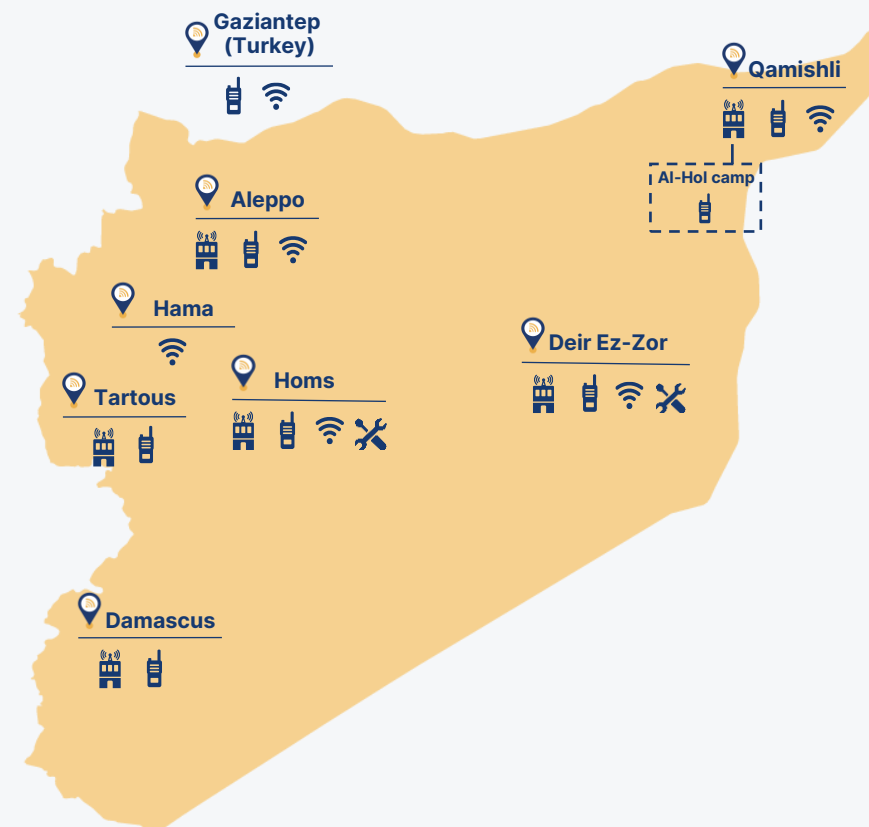 Gaziantep
(Turkey)
Qamishli
Al-Hol camp
Aleppo
Hama
Deir Ez-Zor
Homs
Tartous
Damascus